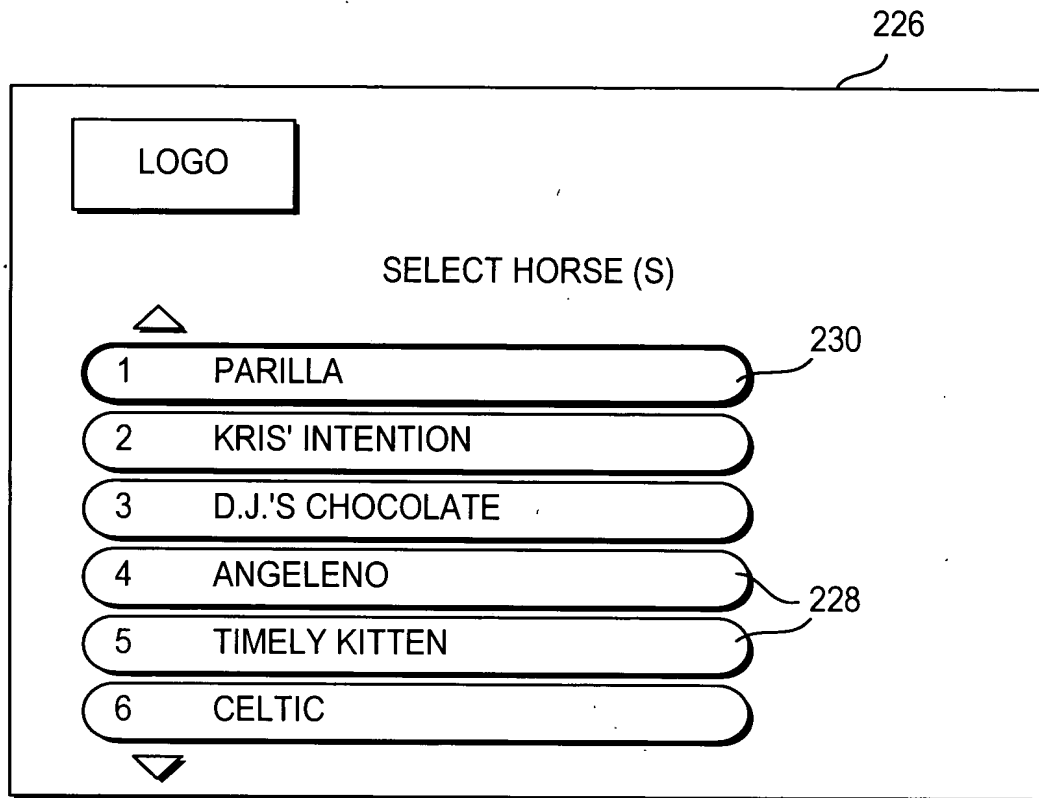 226
LOGO
SELECT HORSE (S)
230
1 PARILLA
2 KRIS' INTENTION
3 D.J.'S CHOCOLATE
4 ANGELENO
228
5 TIMELY KITTEN
6 CELTIC